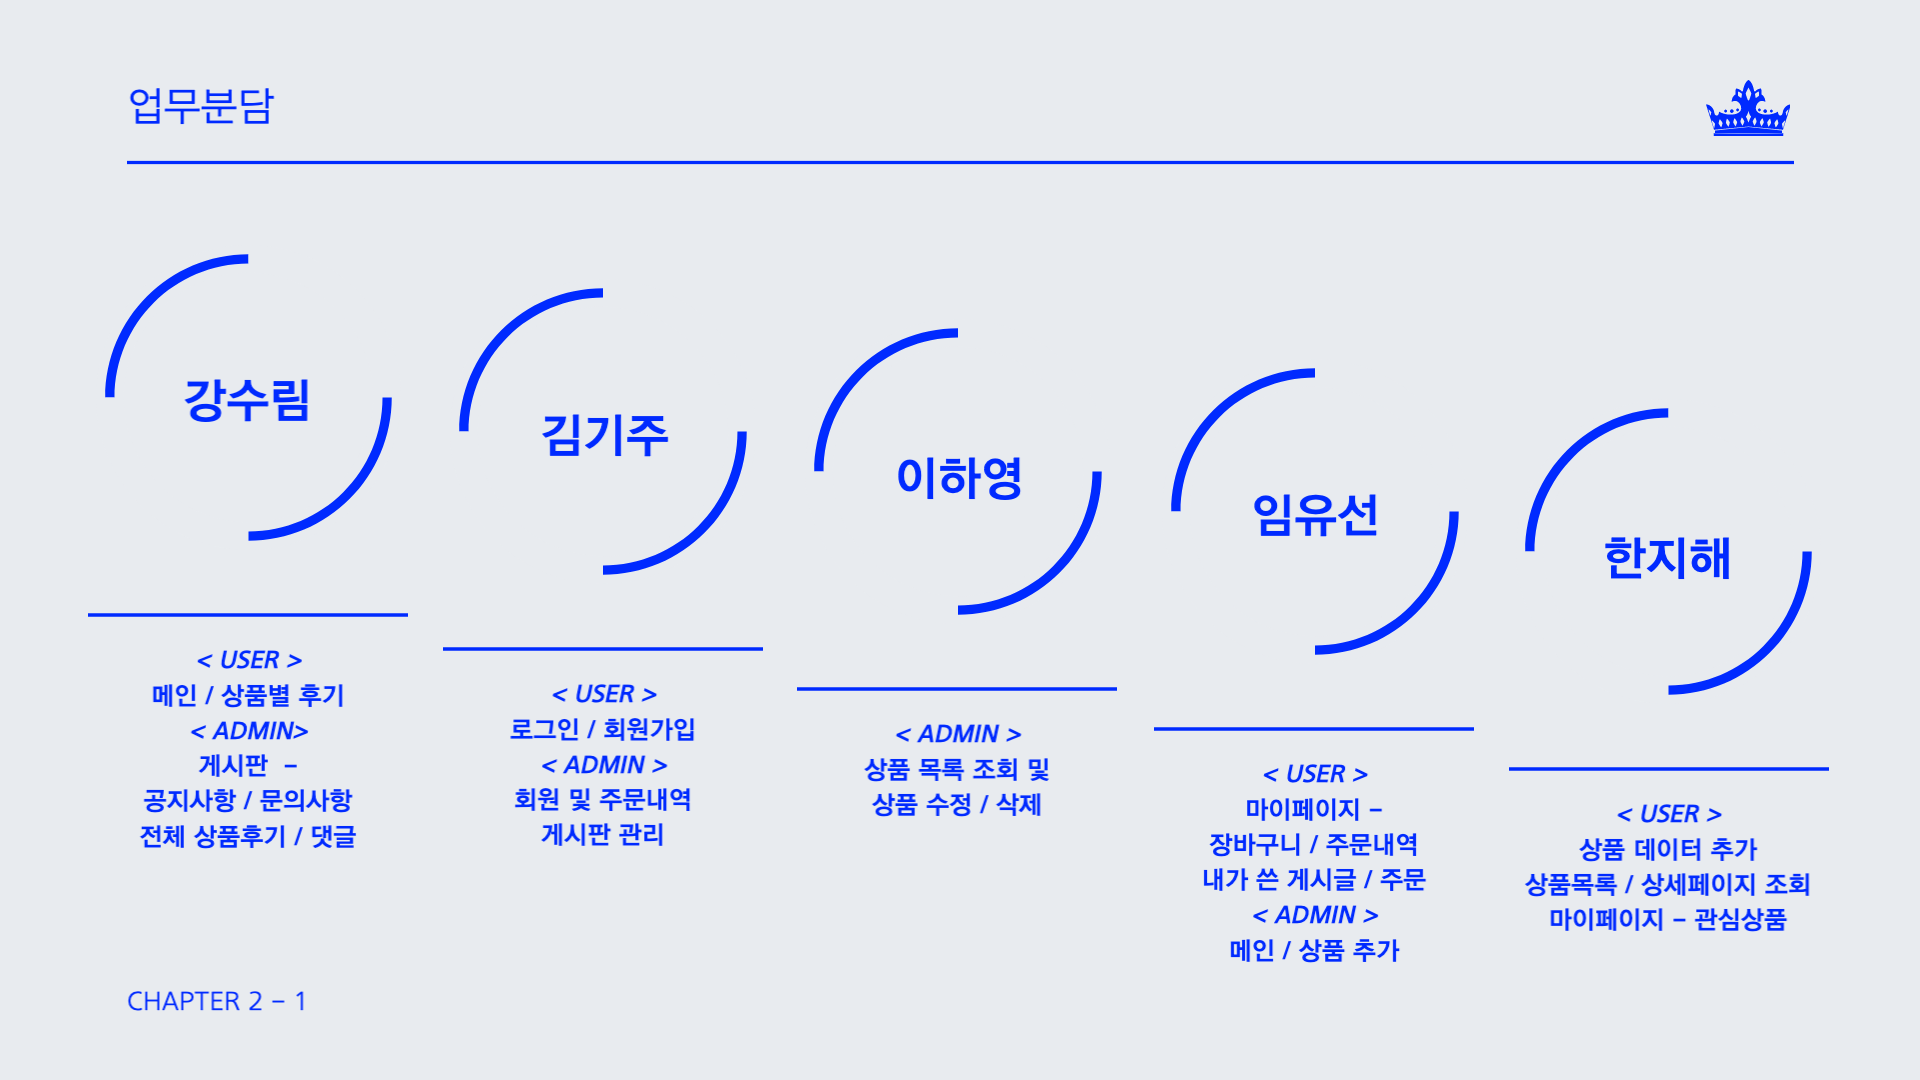 업무분담
강수림
< USER >
메인 / 상품별 후기
< ADMIN>
게시판 –
공지사항 / 문의사항
전체 상품후기 / 댓글
김기주
< USER >
로그인 / 회원가입
< ADMIN >
회원 및 주문내역
게시판 관리
이하영
< ADMIN >
상품 목록 조회 및
상품 수정 / 삭제
임유선
< USER >
마이페이지 –
장바구니 / 주문내역
내가 쓴 게시글 / 주문
< ADMIN >
메인 / 상품 추가
한지해
< USER >
상품 데이터 추가
상품목록 / 상세페이지 조회
마이페이지 – 관심상품
CHAPTER 2 – 1